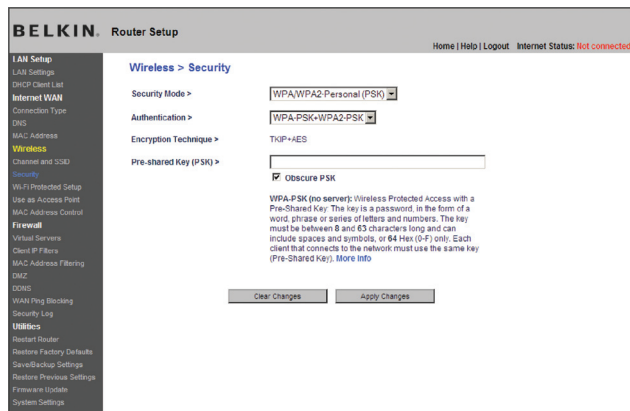 BELKIN. Router Setup
Home | Help | Logout Internet Status: Not connected
LAN Setup
LAN Settings
DHCP Client List
Internet WAN
Connection Type
DNS
MAC Address
Wireless
Channel and SSID
Security
Wi-Fi Protected Setup
Use as Access Point
MAC Address Control
Firewall
Virtual Servers
Client IP Filters
MAC Address Filtering
DMZ
DDNS
WAN Ping Blocking
Security Log
Utilities
Restart Router
Restore Factory Defaults
Save/Backup Settings
Restore Previous Settings
Firmware Update
System Settings
Wireless > Security
Security Mode > WPA/WPA2-Personal (PSK)
Authentication > WPA-PSK+WPA2-PSK
Encryption Technique > TKIP+AES
Pre-shared Key (PSK) >
Obscure PSK
WPA-PSK (no server): Wireless Protected Access with a
Pre-Shared Key: The key is a password, in the form of a
word, phrase or series of letters and numbers. The key
must be between 8 and 63 characters long and can
include spaces and symbols, or 64 Hex (0-F) only. Each
client that connects to the network must use the same key
(Pre-Shared Key). More Info
Clear Changes Apply Changes